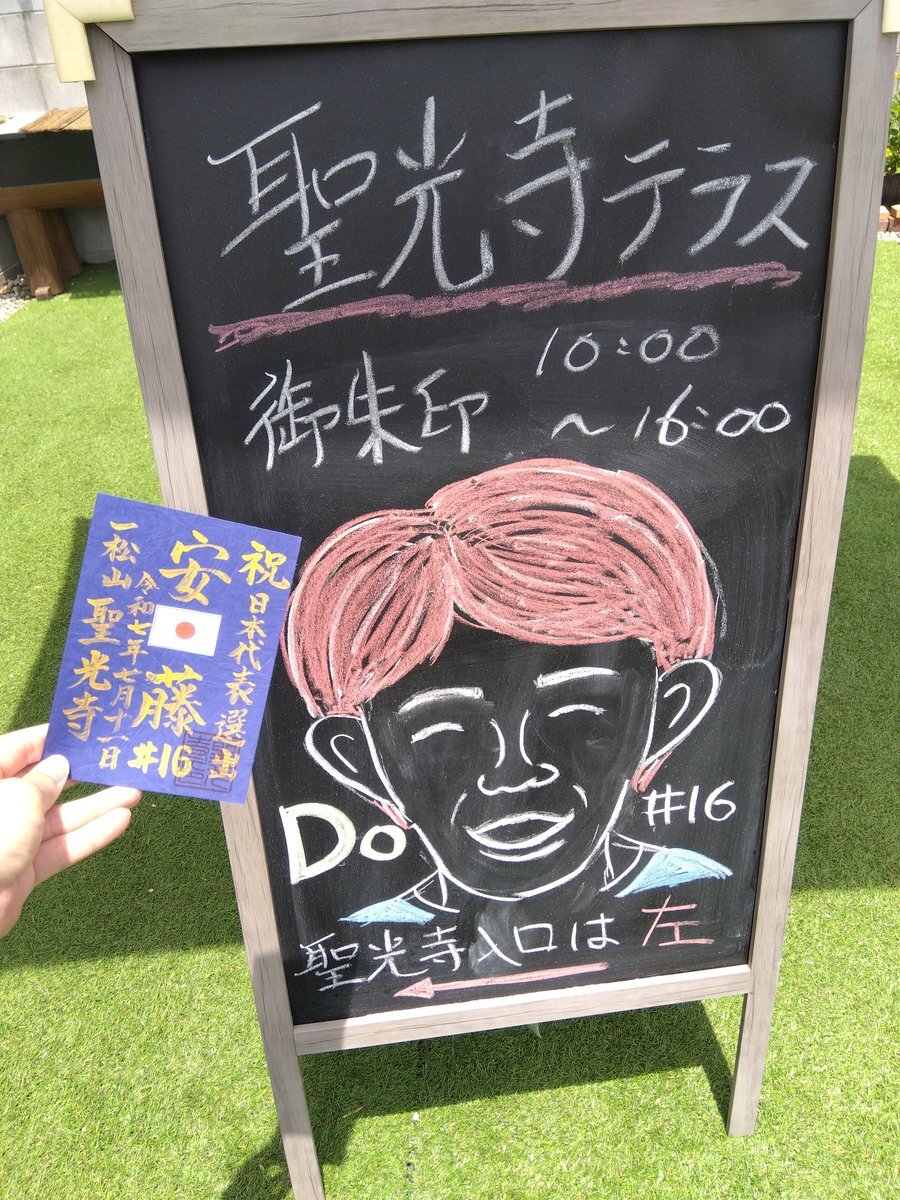 聖光寺テラス
御朱印 10:00
～16:00
Do
#16
聖光寺入口は左
祝日本代表選出
安藤#16
令和七年七月十一日
一松山聖光寺